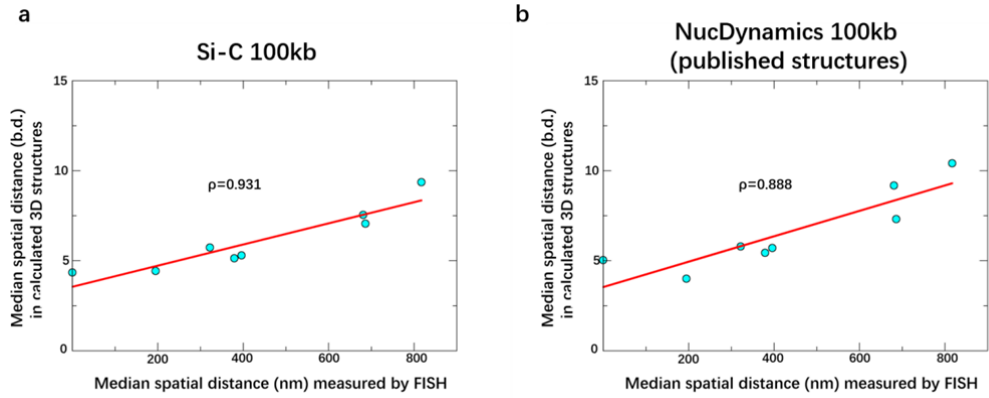 a
Si-C 100kb
15
10
5
0
200
400
600
800
ρ=0.931
Median spatial distance (b.d.)
in calculated 3D structures
Median spatial distance (nm) measured by FISH
b
NucDynamics 100kb
(published structures)
15
10
5
0
200
400
600
800
ρ=0.888
Median spatial distance (b.d.)
in calculated 3D structures
Median spatial distance (nm) measured by FISH